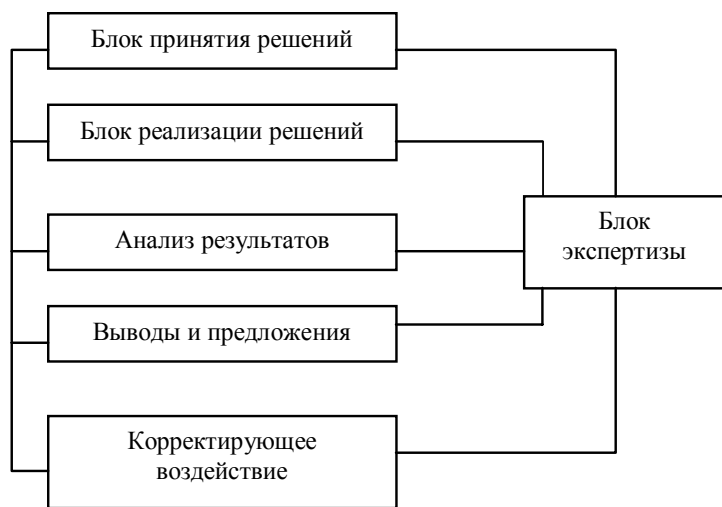 Блок принятия решений
Блок реализации решений
Анализ результатов
Блок
экспертизы
Выводы и предложения
Корректирующее
воздействие